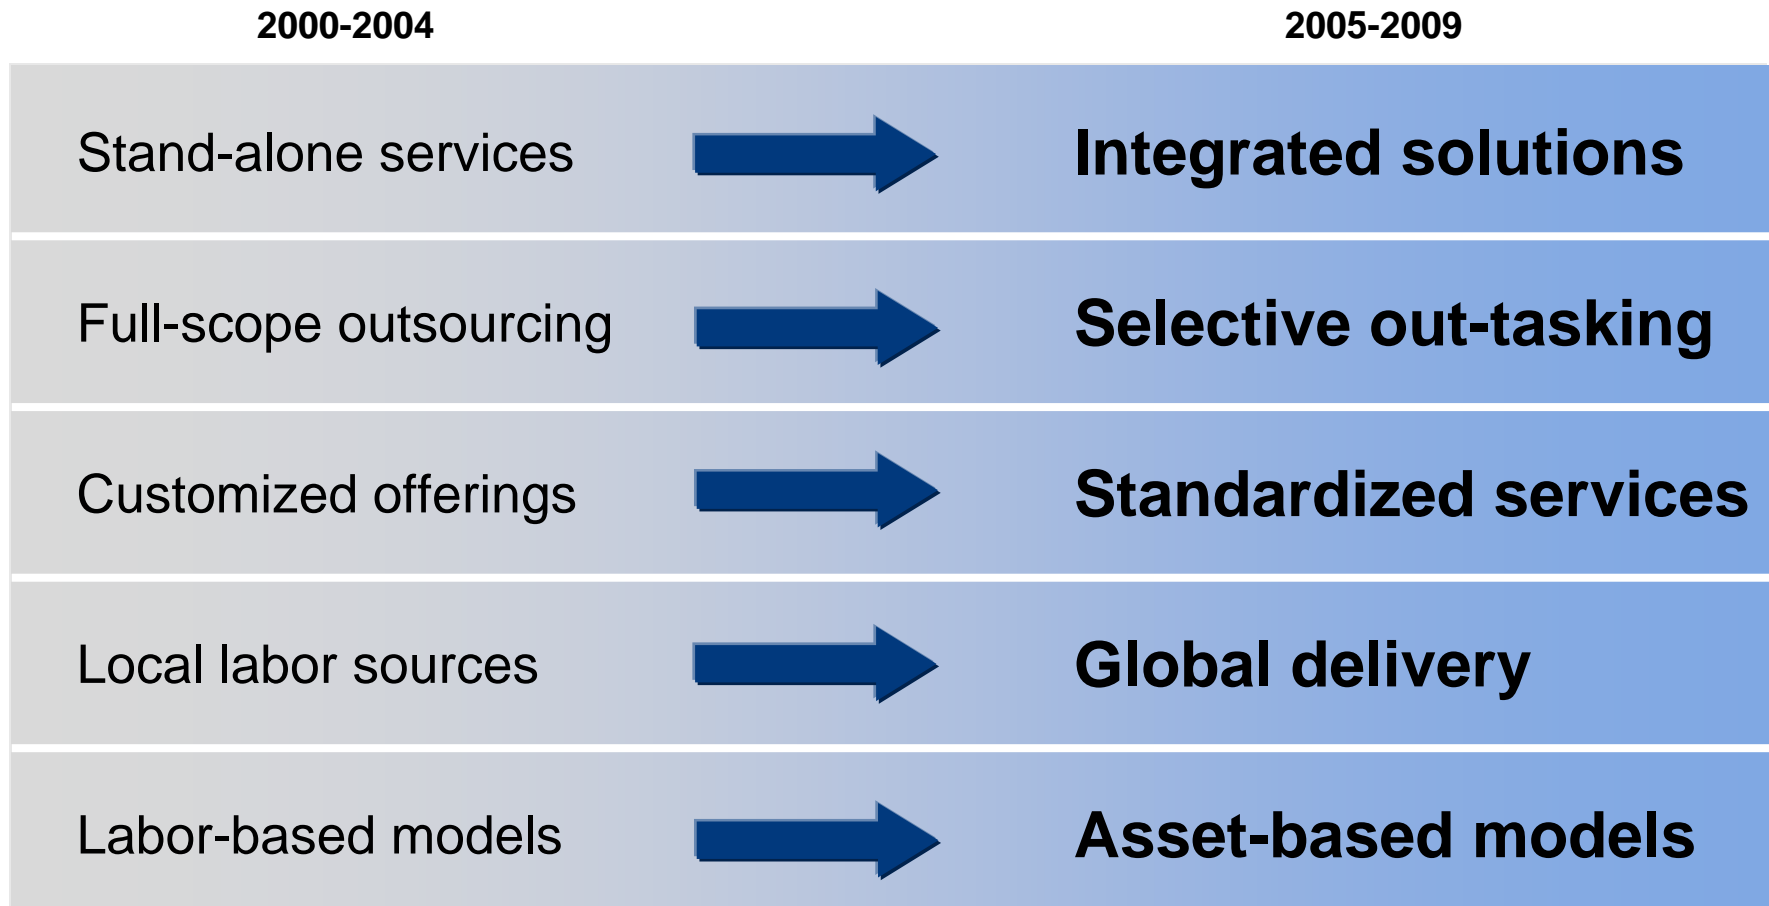 2000-2004
2005-2009
Stand-alone services
Integrated solutions
Full-scope outsourcing
Selective out-tasking
Customized offerings
Standardized services
Local labor sources
Global delivery
Labor-based models
Asset-based models